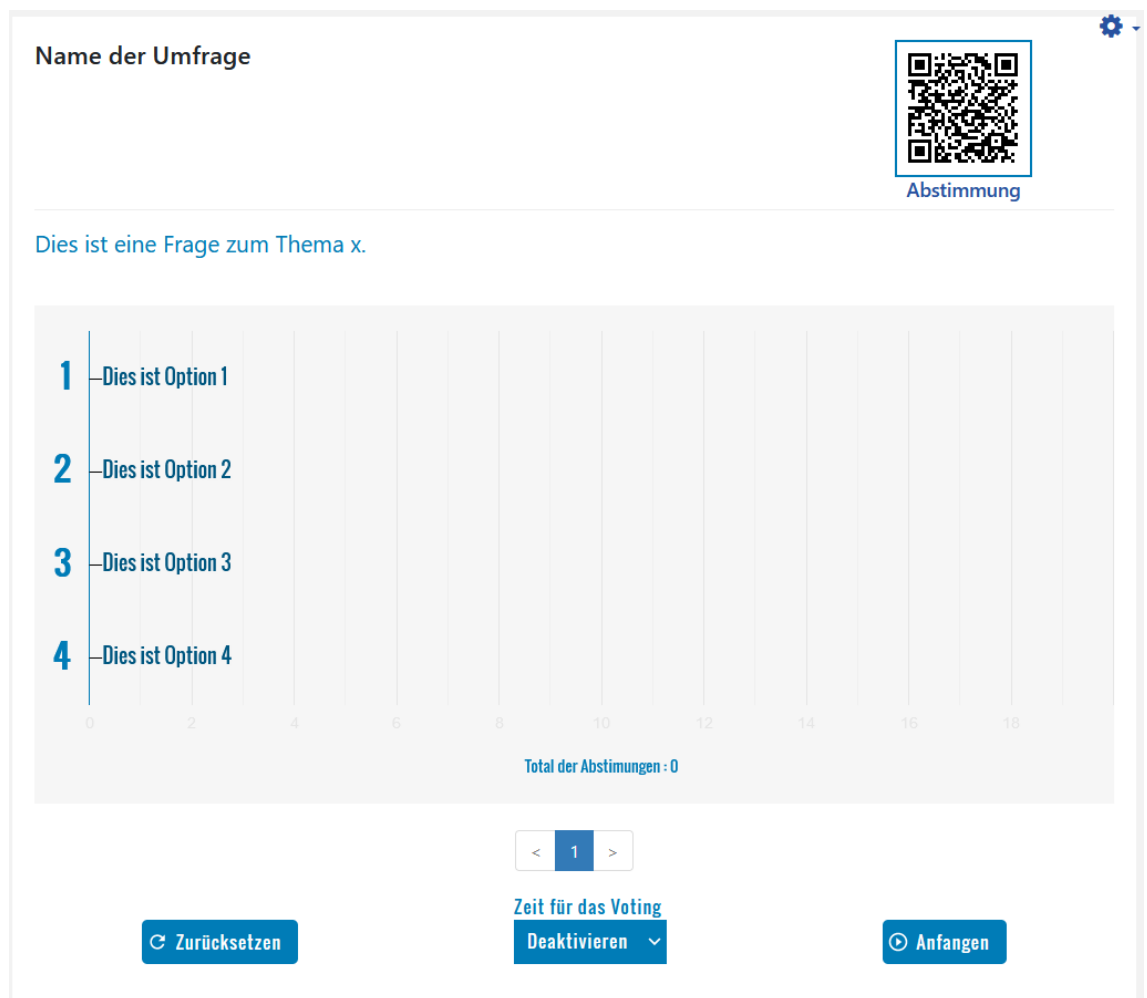 Name der Umfrage
Abstimmung
Dies ist eine Frage zum Thema x.
1 Dies ist Option 1
2 Dies ist Option 2
3 Dies ist Option 3
4 Dies ist Option 4
0 2 4 6 8 10 12 14 16 18
Total der Abstimungen : 0
< 1 >
Zeit für das Voting
Zurücksetzen Deaktivieren Anfangen